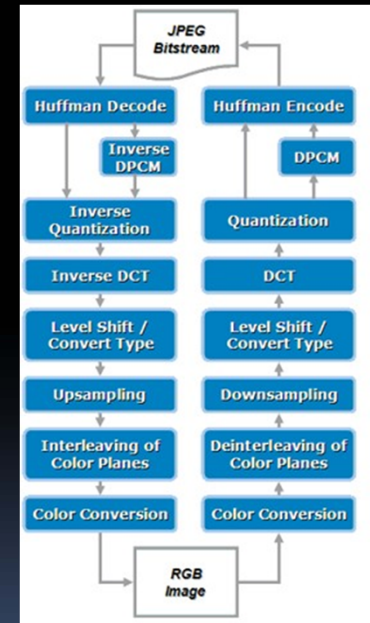 JPEG
Bitstream
Huffman Decode
Inverse
DPCM
Inverse
Quantization
Inverse DCT
Level Shift /
Convert Type
Upsampling
Interleaving of
Color Planes
Color Conversion
Huffman Encode
DPCM
Quantization
DCT
Level Shift /
Convert Type
Downsampling
Deinterleaving of
Color Planes
Color Conversion
RGB
Image